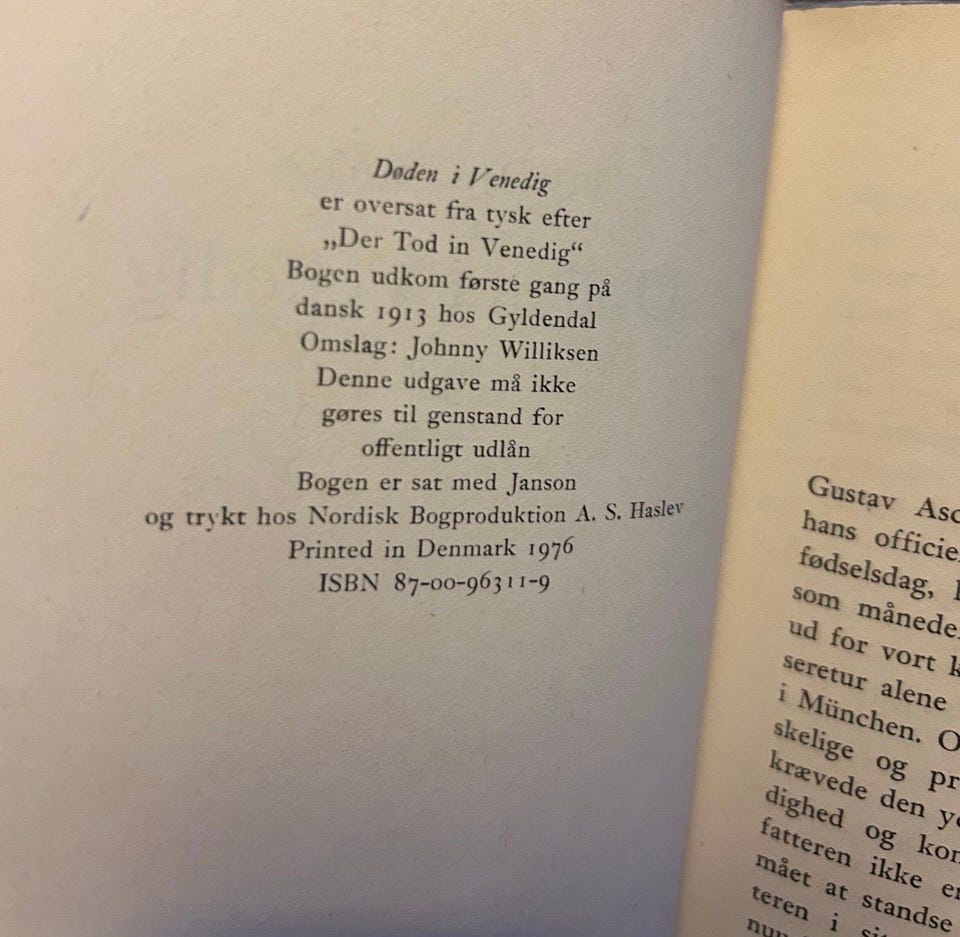 Døden i Venedig
er oversat fra tysk efter
„Der Tod in Venedig“
Bogen udkom første gang på
dansk 1913 hos Gyldendal
Omslag: Johnny Williksen
Denne udgave må ikke
gøres til genstand for
offentligt udlån
Bogen er sat med Janson
og trykt hos Nordisk Bogproduktion A. S. Haslev
Printed in Denmark 1976
ISBN 87-00-96311-9
Gustav
hans
fødselsdag,
som
ud for vort
seretur alene
i München.
skelige og
krævede den
dighed og
fatteren ikke
mået at standse
teren i